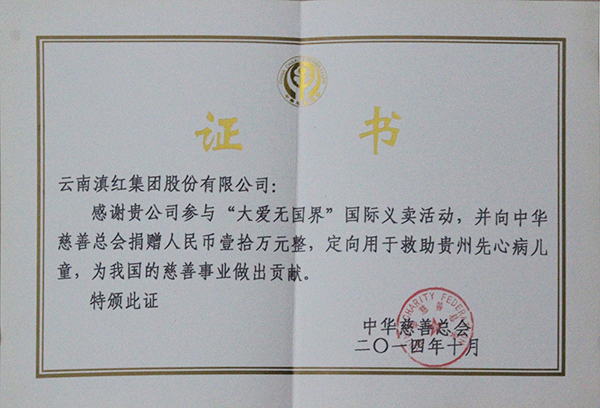 证书
云南滇红集团股份有限公司：
感谢贵公司参与“大爱无国界”国际义卖活动，并向中华
慈善总会捐赠人民币壹拾万元整，定向用于救助贵州先心病儿
童，为我国的慈善事业做出贡献。
特颁此证
CHARITY FEDER
中华慈善总会
二〇一四年十月